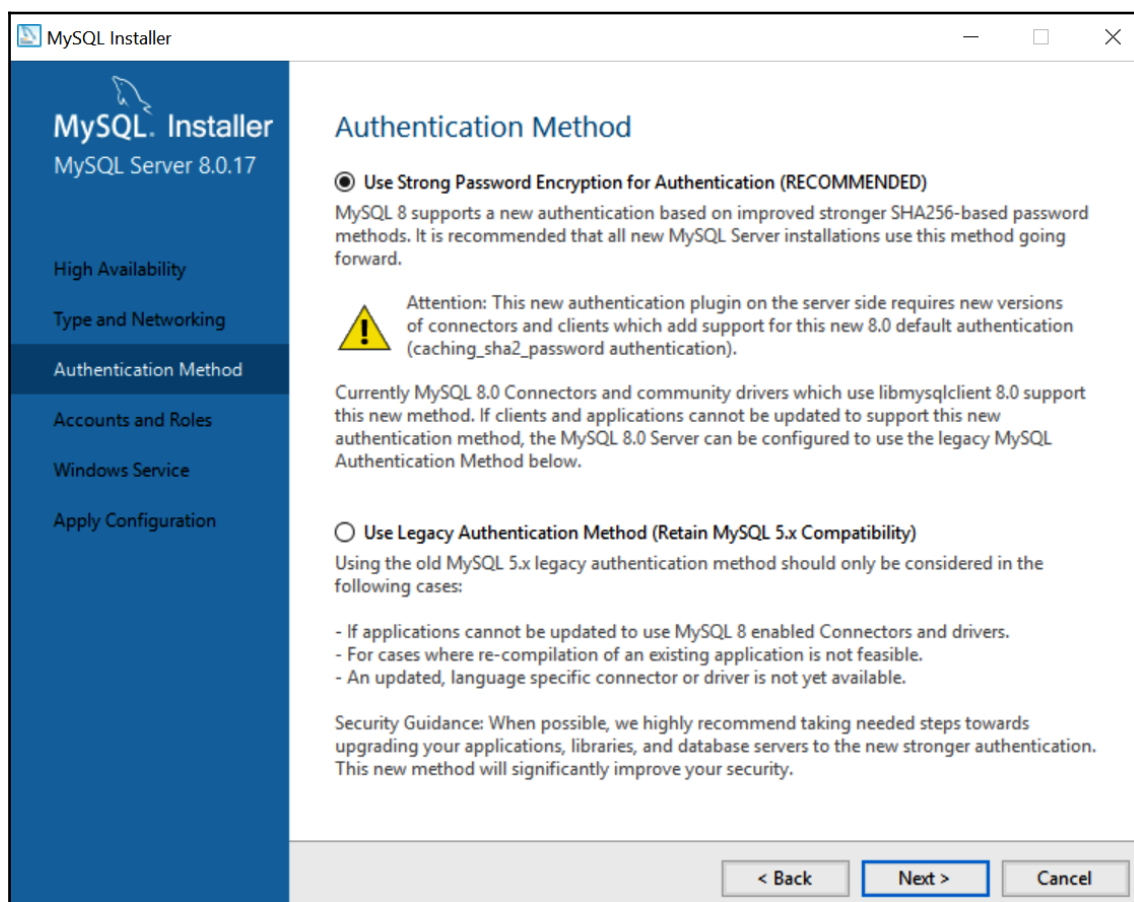 MySQL Installer
MySQL. Installer
MySQL Server 8.0.17
High Availability
Type and Networking
Authentication Method
Accounts and Roles
Windows Service
Apply Configuration
Authentication Method
Use Strong Password Encryption for Authentication (RECOMMENDED)
MySQL 8 supports a new authentication based on improved stronger SHA256-based password
methods. It is recommended that all new MySQL Server installations use this method going
forward.
Attention: This new authentication plugin on the server side requires new versions
of connectors and clients which add support for this new 8.0 default authentication
(caching_sha2_password authentication).
Currently MySQL 8.0 Connectors and community drivers which use libmysqlclient 8.0 support
this new method. If clients and applications cannot be updated to support this new
authentication method, the MySQL 8.0 Server can be configured to use the legacy MySQL
Authentication Method below.
Use Legacy Authentication Method (Retain MySQL 5.x Compatibility)
Using the old MySQL 5.x legacy authentication method should only be considered in the
following cases:
- If applications cannot be updated to use MySQL 8 enabled Connectors and drivers.
- For cases where re-compilation of an existing application is not feasible.
- An updated, language specific connector or driver is not yet available.
Security Guidance: When possible, we highly recommend taking needed steps towards
upgrading your applications, libraries, and database servers to the new stronger authentication.
This new method will significantly improve your security.
< Back
Next >
Cancel